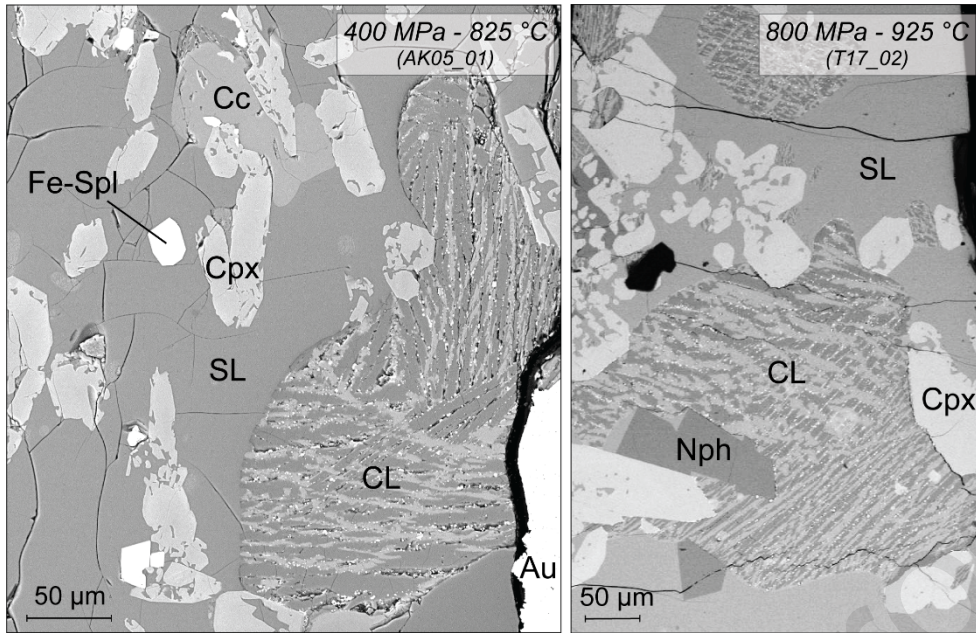 400 MPa - 825 °C
(AK05_01)
Cc
Fe-Spl
Cpx
SL
CL
Au
50 µm
800 MPa - 925 °C
(T17_02)
SL
CL
Cpx
Nph
50 µm